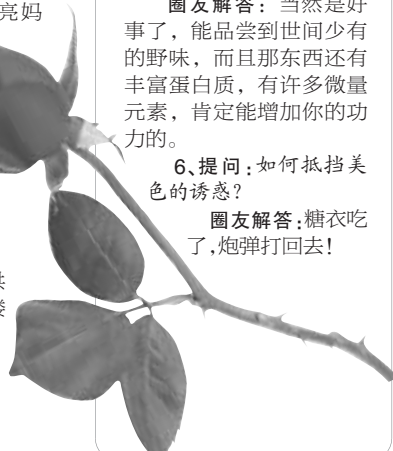 亮妈
圈友解答：当然是好
事了，能品尝到世间少有
的野味，而且那东西还有
丰富蛋白质，有许多微量
元素，肯定能增加你的功
力的。
6、提问：如何抵挡美
色的诱惑？
圈友解答：糖衣吃
了，炮弹打回去！